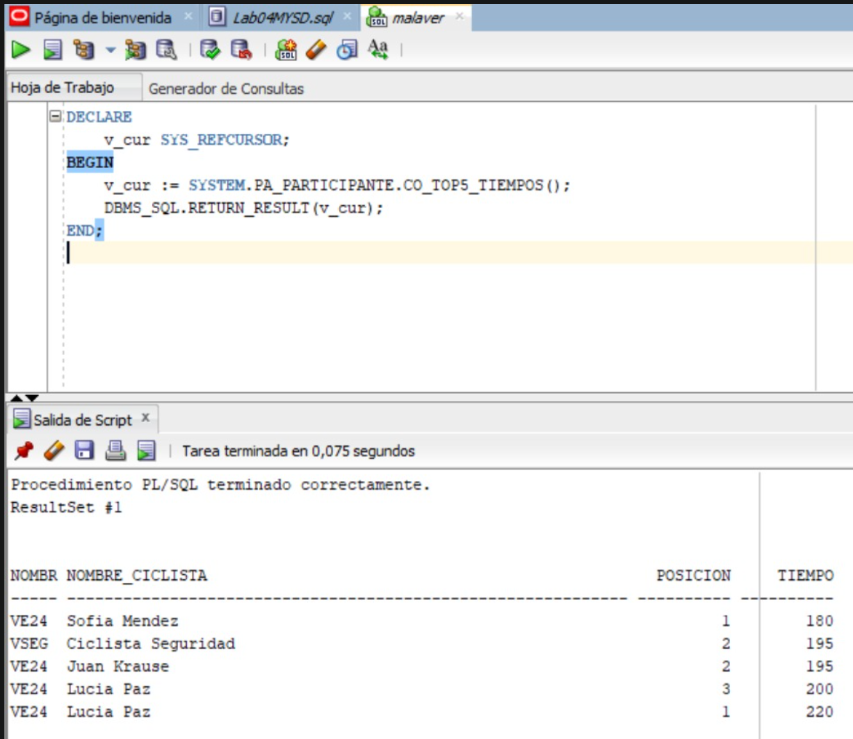 Página de bienvenida
Lab04MYSD.sql
malaver
Hoja de Trabajo
Generador de Consultas
DECLARE
v_cur SYS_REFCURSOR;
BEGIN
v_cur := SYSTEM.PA_PARTICIPANTE.CO_TOP5_TIEMPOS();
DBMS_SQL.RETURN_RESULT(v_cur);
END;
Salida de Script
Tarea terminada en 0,075 segundos
Procedimiento PL/SQL terminado correctamente.
ResultSet #1
NOMBR NOMBRE_CICLISTA POSICION TIEMPO
----- ------------------------------------------------------------ ---------- ----------
VE24 Sofia Mendez 1 180
VSEG Ciclista Seguridad 2 195
VE24 Juan Krause 2 195
VE24 Lucia Paz 3 200
VE24 Lucia Paz 1 220